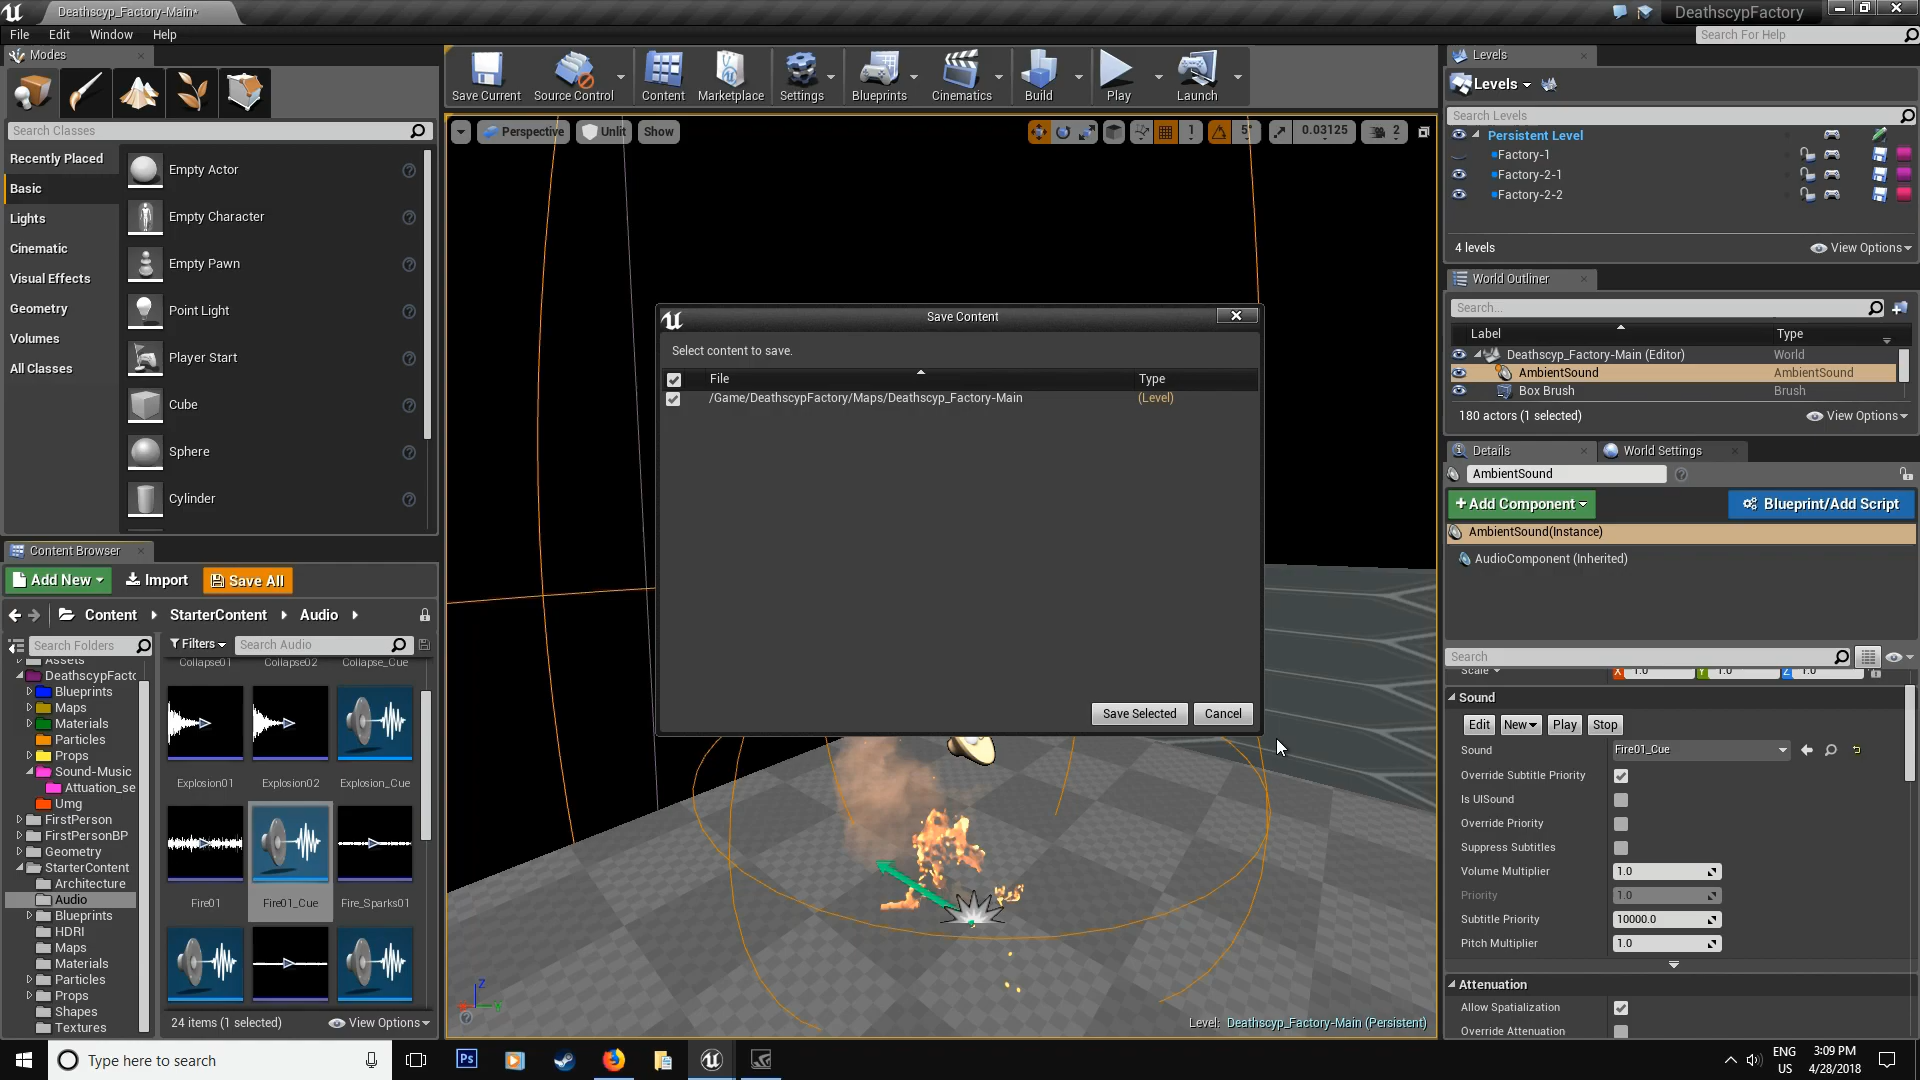 Deathscyp_Factory-Main*
DeathscypFactory
File Edit Window Help
Search For Help
Modes
Search Classes
Recently Placed
Basic
Lights
Cinematic
Visual Effects
Geometry
Volumes
All Classes
Empty Actor
Empty Character
Empty Pawn
Point Light
Player Start
Cube
Sphere
Cylinder
Save Current
Source Control
Content
Marketplace
Settings
Blueprints
Cinematics
Build
Play
Launch
Perspective
Unlit
Show
1
5°
0.03125
2
Save Content
Select content to save.
File Type
/Game/DeathscypFactory/Maps/Deathscyp_Factory-Main (Level)
Save Selected
Cancel
Level: Deathscyp_Factory-Main (Persistent)
Z
Content Browser
Add New
Import
Save All
Content StarterContent Audio
Search Folders
Filters
Search Audio
Assets
DeathscypFactc
Blueprints
Maps
Materials
Particles
Props
Sound-Music
Attuation_se
Umg
FirstPerson
FirstPersonBP
Geometry
StarterContent
Architecture
Audio
Blueprints
HDRI
Maps
Materials
Particles
Props
Shapes
Textures
Collapse01 Collapse02 Collapse_Cue
Explosion01 Explosion02 Explosion_Cue
Fire01 Fire01_Cue Fire_Sparks01
24 items (1 selected)
View Options
Levels
Levels
Search Levels
Persistent Level
Factory-1
Factory-2-1
Factory-2-2
4 levels
View Options
World Outliner
Search...
Label Type
Deathscyp_Factory-Main (Editor) World
AmbientSound AmbientSound
Box Brush Brush
180 actors (1 selected)
View Options
Details
World Settings
AmbientSound
+Add Component
Blueprint/Add Script
AmbientSound(Instance)
AudioComponent (Inherited)
Search
Scale X 1.0 Y 1.0 Z 1.0
Sound
Edit New Play Stop
Sound Fire01_Cue
Override Subtitle Priority
Is UISound
Override Priority
Suppress Subtitles
Volume Multiplier 1.0
Priority 1.0
Subtitle Priority 10000.0
Pitch Multiplier 1.0
Attenuation
Allow Spatialization
Override Attenuation
Type here to search
Ps
ENG
US
3:09 PM
4/28/2018